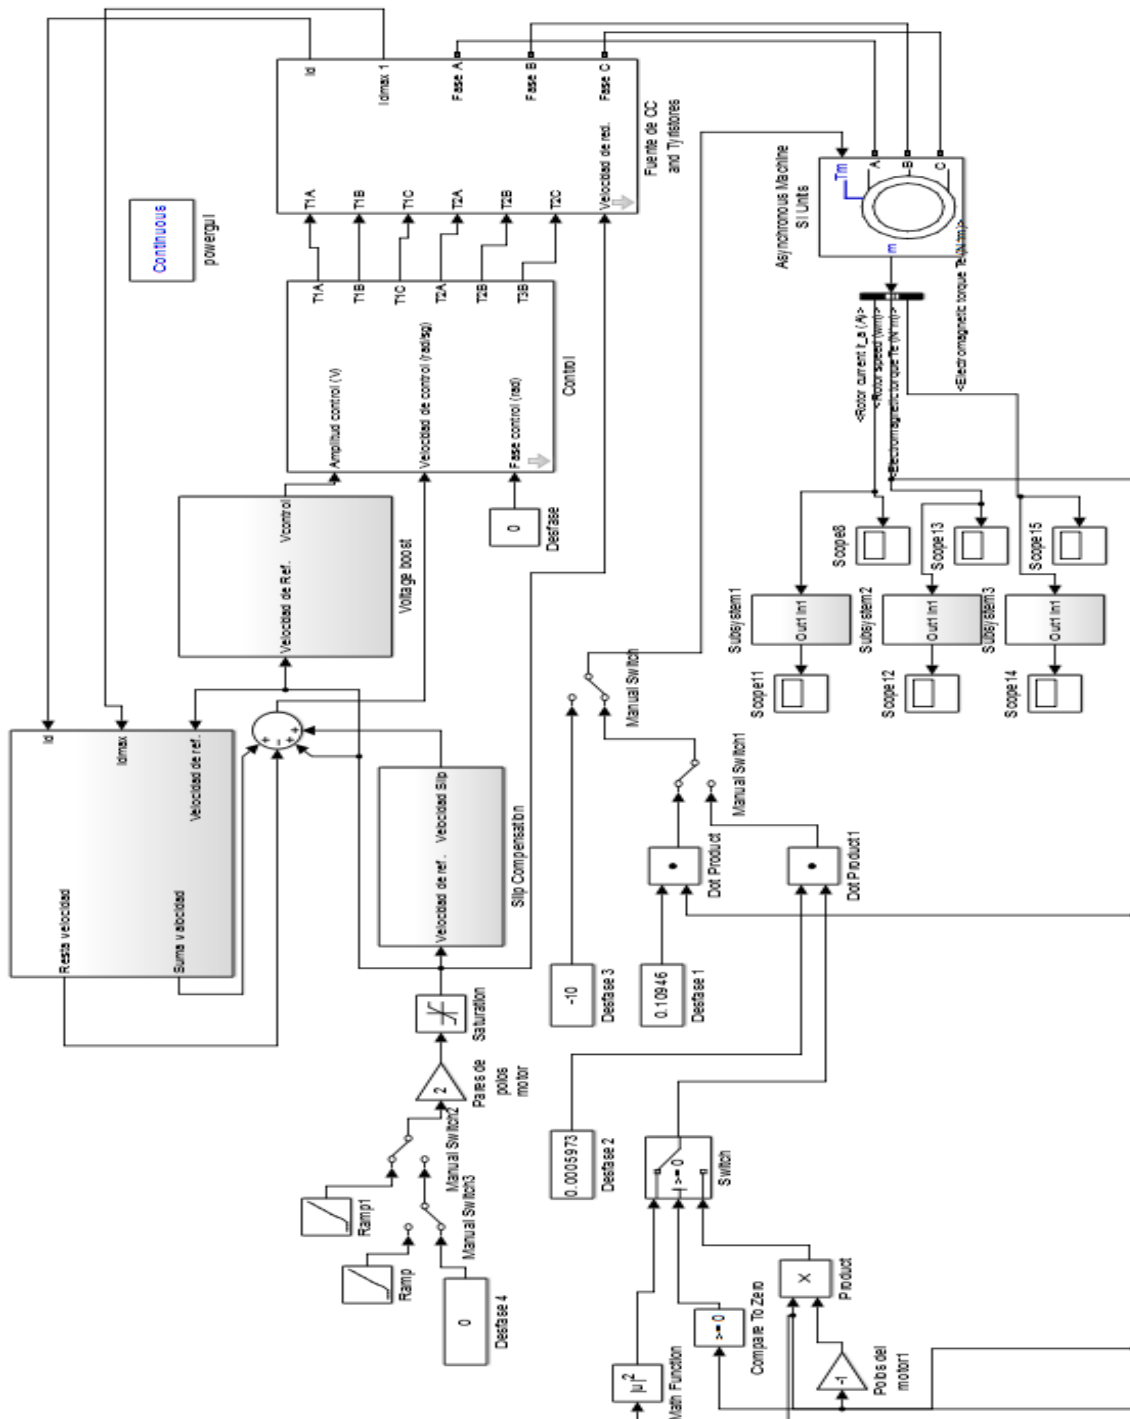 Continuous
powergui
Id
Idmax 1
Fase A
Fase B
Fase C
T1A
T1B
T1C
T2A
T2B
T2C
Velocidad de red.
Fuente de CC
and Tyristores
T1A
T1B
T1C
T2A
T2B
T3B
Amplitud control (V)
Velocidad de control (rad/sg)
Fase control (rad)
Control
0
Desfase
Velocidad de Ref.
Vcontrol
Voltage boost
Id
Idmax
Velocidad de ref.
Resta velocidad
Suma velocidad
Velocidad de ref.
Velocidad Slip
Slip Compensation
Saturation
2
Pares de
polos
motor
Manual Switch2
Manual Switch3
Ramp1
Ramp
0
Desfase 4
Tm
A
B
C
m
Asynchronous Machine
SI Units
<Rotor current ir_a (A)>
<Rotor speed (wm)>
<Electromagnetic torque Te (N*m)>
<Electromagnetic torque Te (N*m)>
Scope8
Scope13
Scope15
Subsystem1
Out1 In1
Subsystem2
Out1 In1
Subsystem3
Out1 In1
Scope11
Scope12
Scope14
Manual Switch
Manual Switch1
Dot Product
Dot Product1
-10
Desfase 3
0.10946
Desfase 1
0.0005973
Desfase 2
>= 0
Switch
|u|²
Math Function
>= 0
Compare To Zero
X
Product
-1
Polos del
motor1